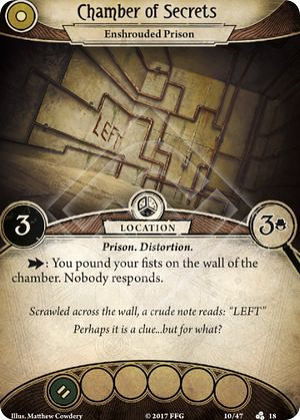 Chamber of Secrets
Enshrouded Prison
LEFT
3
LOCATION
3
Prison. Distortion.
: You pound your fists on the wall of the
chamber. Nobody responds.
Scrawled across the wall, a crude note reads: “LEFT”
Perhaps it is a clue...but for what?
Illus. Matthew Cowdery
© 2017 FFG
10/47
18